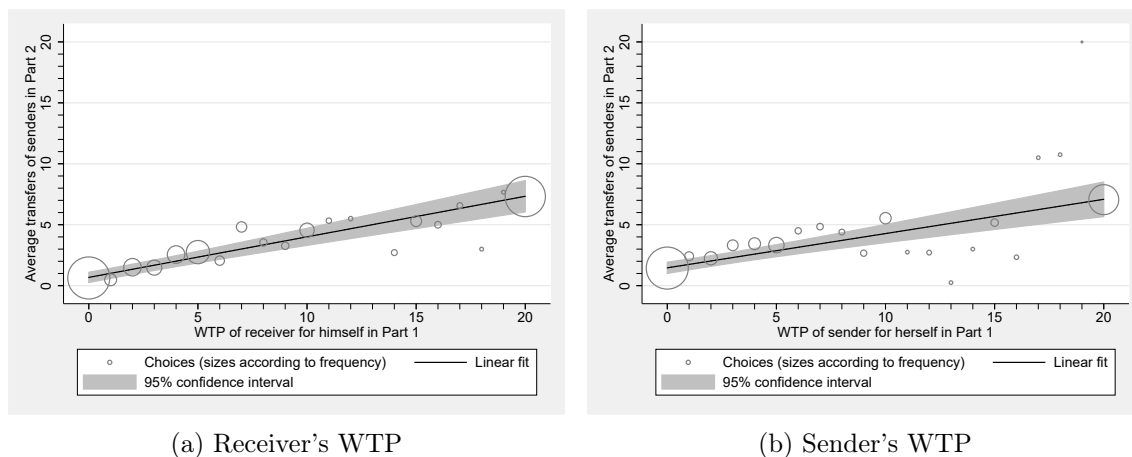 Average transfers of senders in Part 2
20
15
10
5
0
0 5 10 15 20
WTP of receiver for himself in Part 1
Choices (sizes according to frequency) Linear fit
95% confidence interval
(a) Receiver's WTP
Average transfers of senders in Part 2
20
15
10
5
0
0 5 10 15 20
WTP of sender for herself in Part 1
Choices (sizes according to frequency) Linear fit
95% confidence interval
(b) Sender's WTP